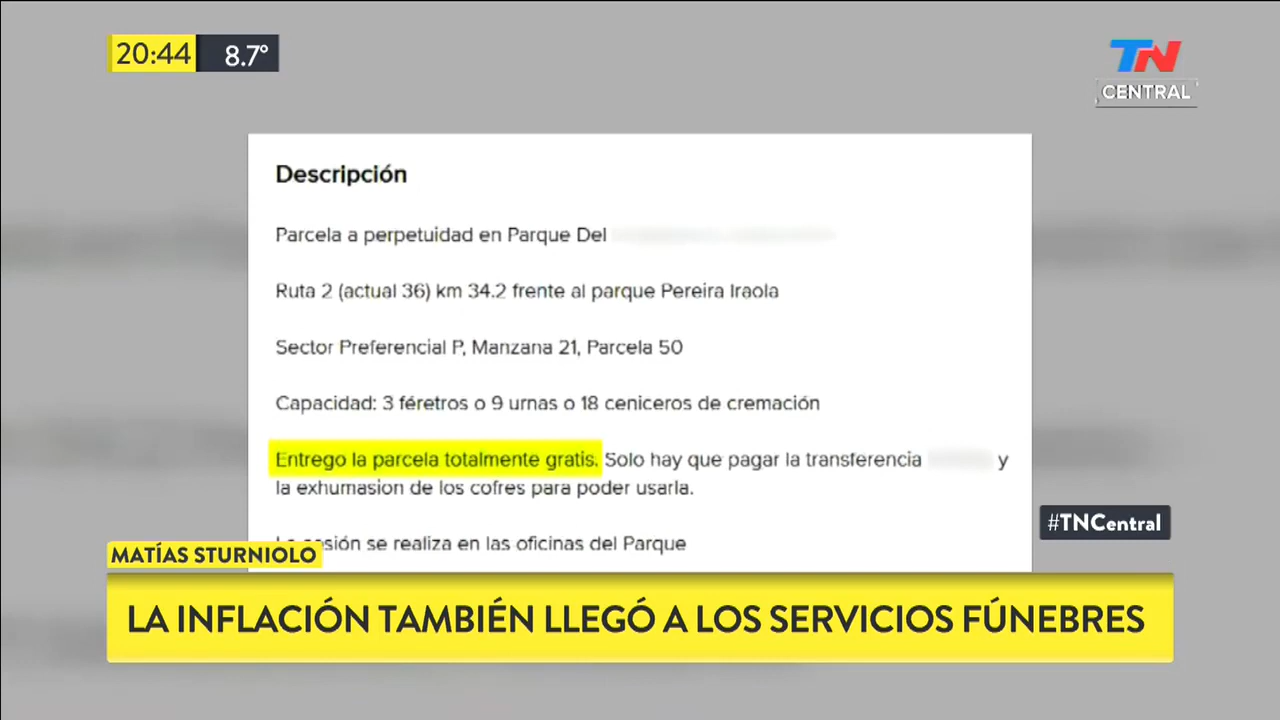 20:44 8.7°
TN
CENTRAL
Descripción
Parcela a perpetuidad en Parque Del
Ruta 2 (actual 36) km 34.2 frente al parque Pereira Iraola
Sector Preferencial P, Manzana 21, Parcela 50
Capacidad: 3 féretros o 9 urnas o 18 ceniceros de cremación
Entrego la parcela totalmente gratis. Solo hay que pagar la transferencia y
la exhumasion de los cofres para poder usarla.
#TNCentral
se realiza en las oficinas del Parque
MATÍAS STURNIOLO
LA INFLACIÓN TAMBIÉN LLEGÓ A LOS SERVICIOS FÚNEBRES